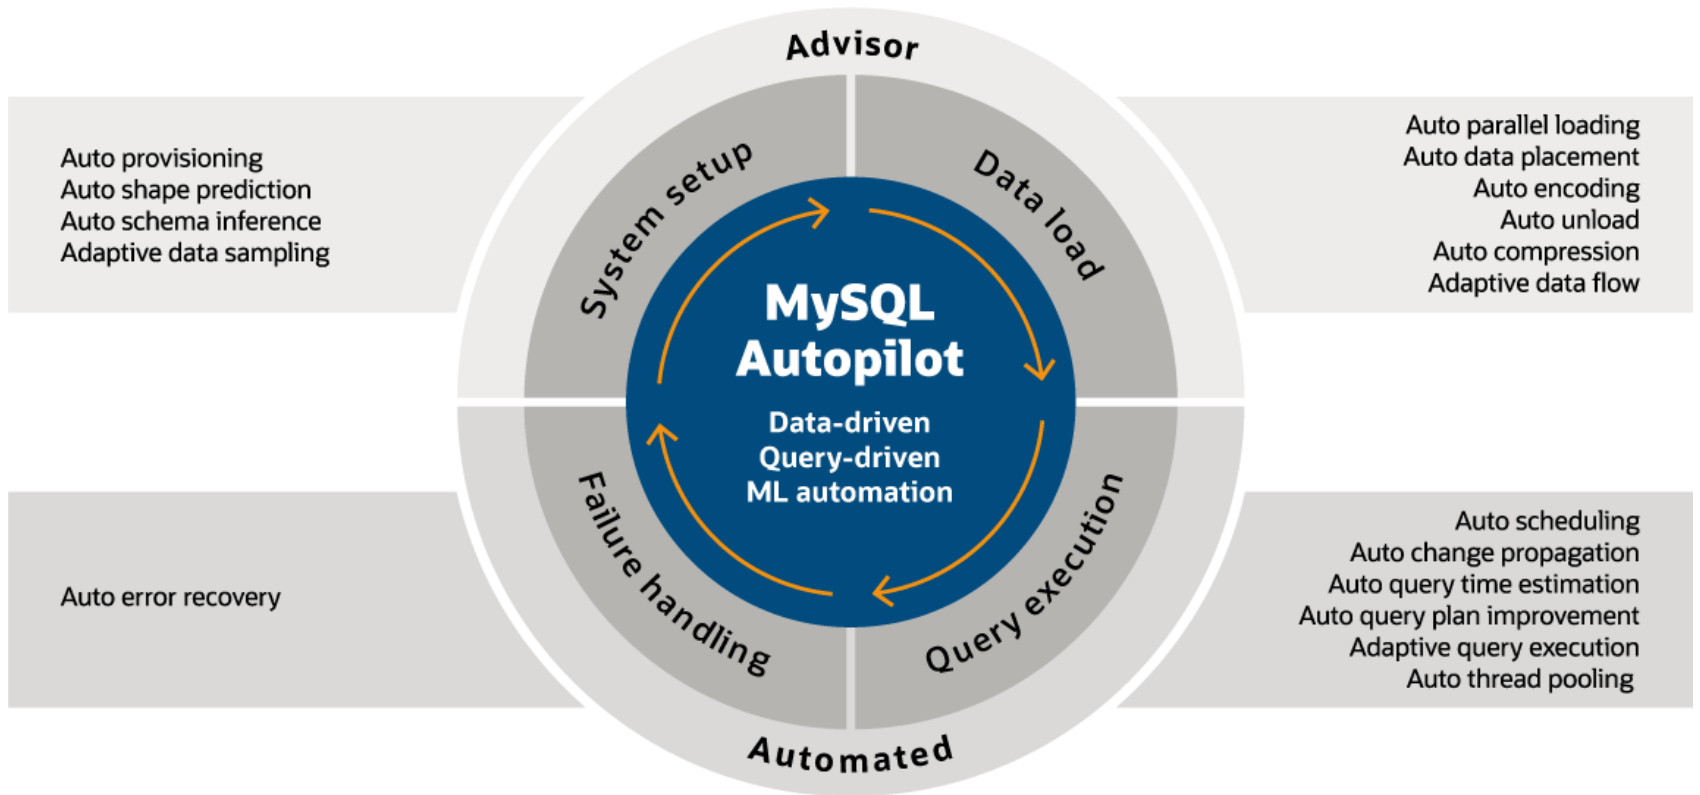 Advisor
System setup
Data load
Auto provisioning
Auto shape prediction
Auto schema inference
Adaptive data sampling
Auto parallel loading
Auto data placement
Auto encoding
Auto unload
Auto compression
Adaptive data flow
MySQL
Autopilot
Data-driven
Query-driven
ML automation
Failure handling
Query execution
Auto error recovery
Auto scheduling
Auto change propagation
Auto query time estimation
Auto query plan improvement
Adaptive query execution
Auto thread pooling
Automated